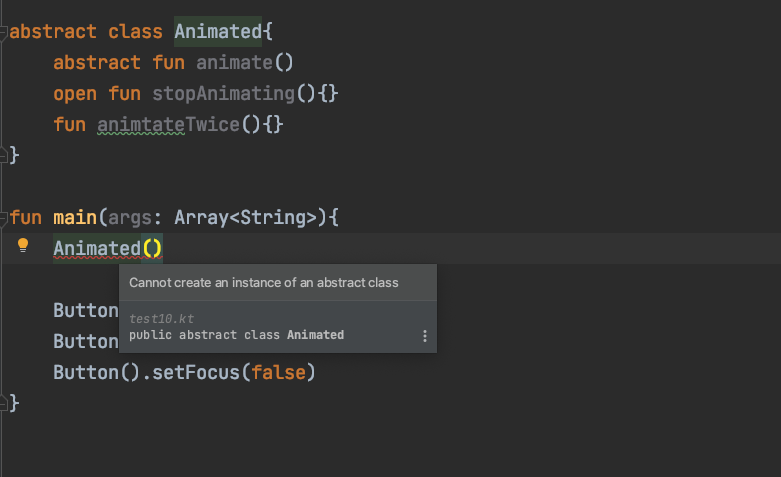 abstract class Animated{
abstract fun animate()
open fun stopAnimating(){}
fun animtateTwice(){}
}
fun main(args: Array<String>){
Animated()
Cannot create an instance of an abstract class
test10.kt
public abstract class Animated
Button
Button
Button().setFocus(false)
}